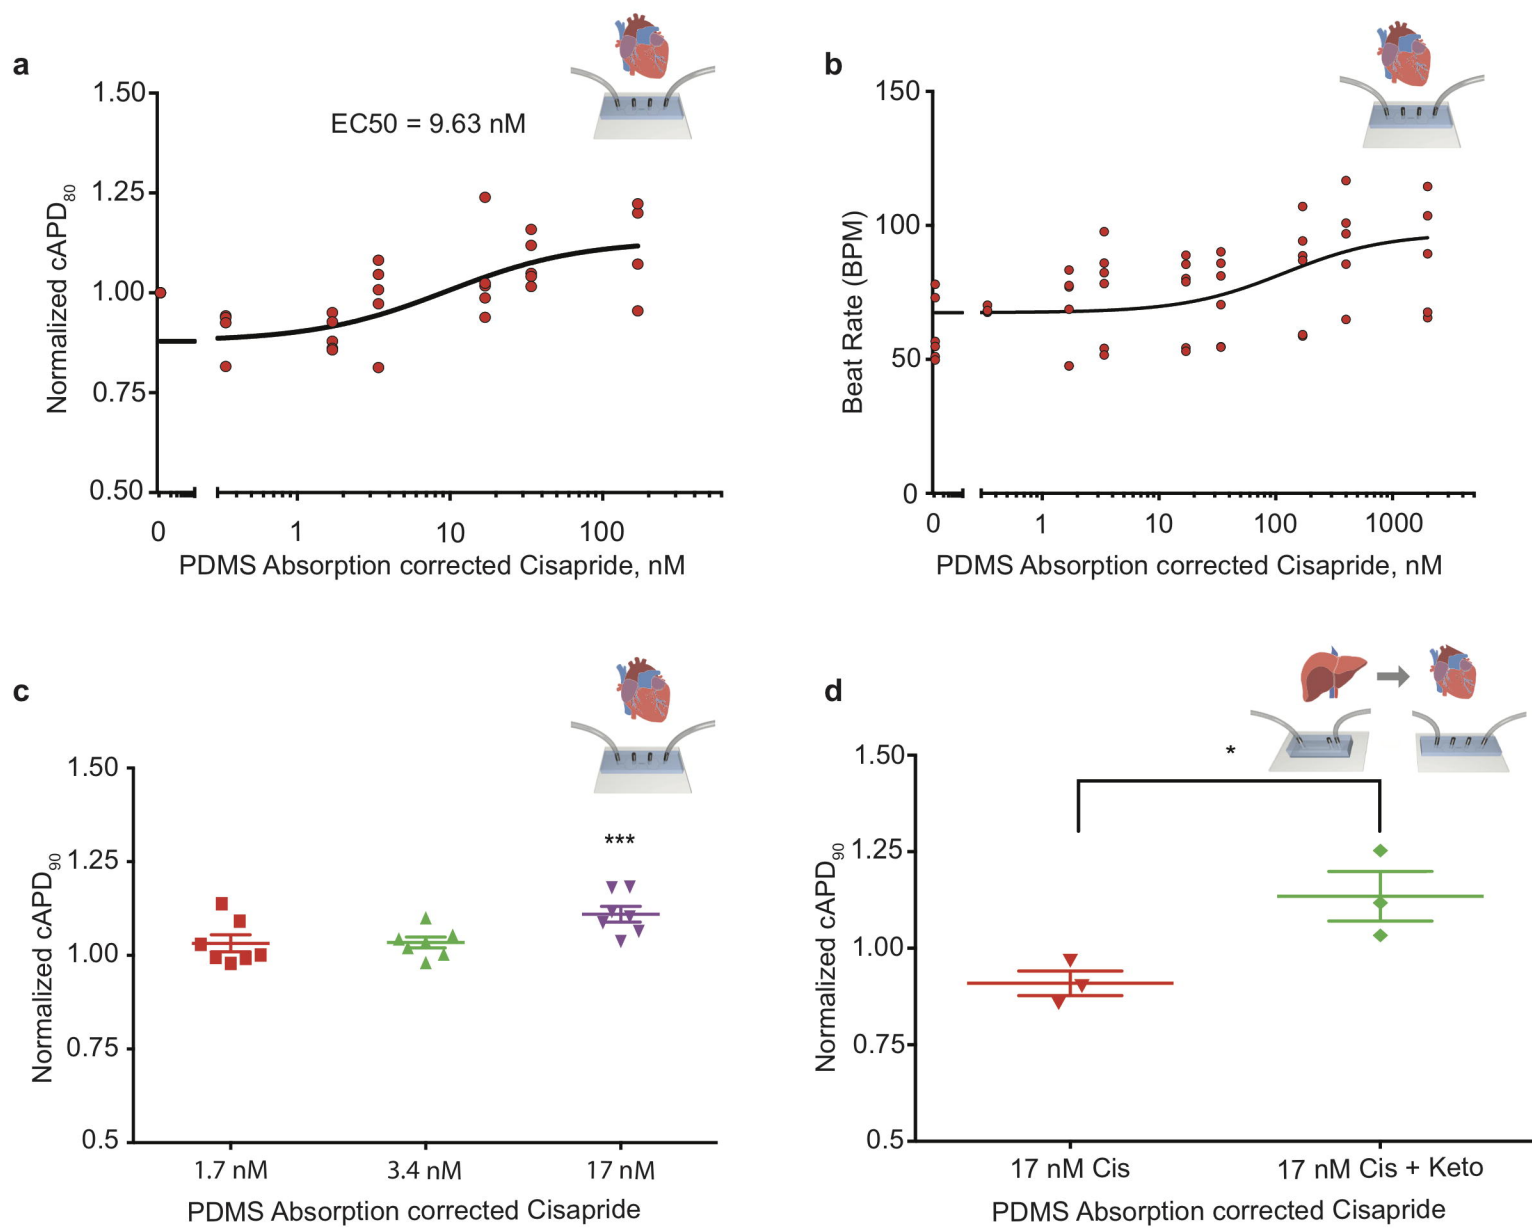 a
1.50
1.25
1.00
0.75
0.50
Normalized cAPD80
EC50 = 9.63 nM
0 1 10 100
PDMS Absorption corrected Cisapride, nM
b
150
100
50
0
Beat Rate (BPM)
0 1 10 100 1000
PDMS Absorption corrected Cisapride, nM
c
1.50
1.25
1.00
0.75
0.5
Normalized cAPD90
***
1.7 nM 3.4 nM 17 nM
PDMS Absorption corrected Cisapride
d
1.50
1.25
1.00
0.75
0.5
Normalized cAPD90
*
17 nM Cis 17 nM Cis + Keto
PDMS Absorption corrected Cisapride